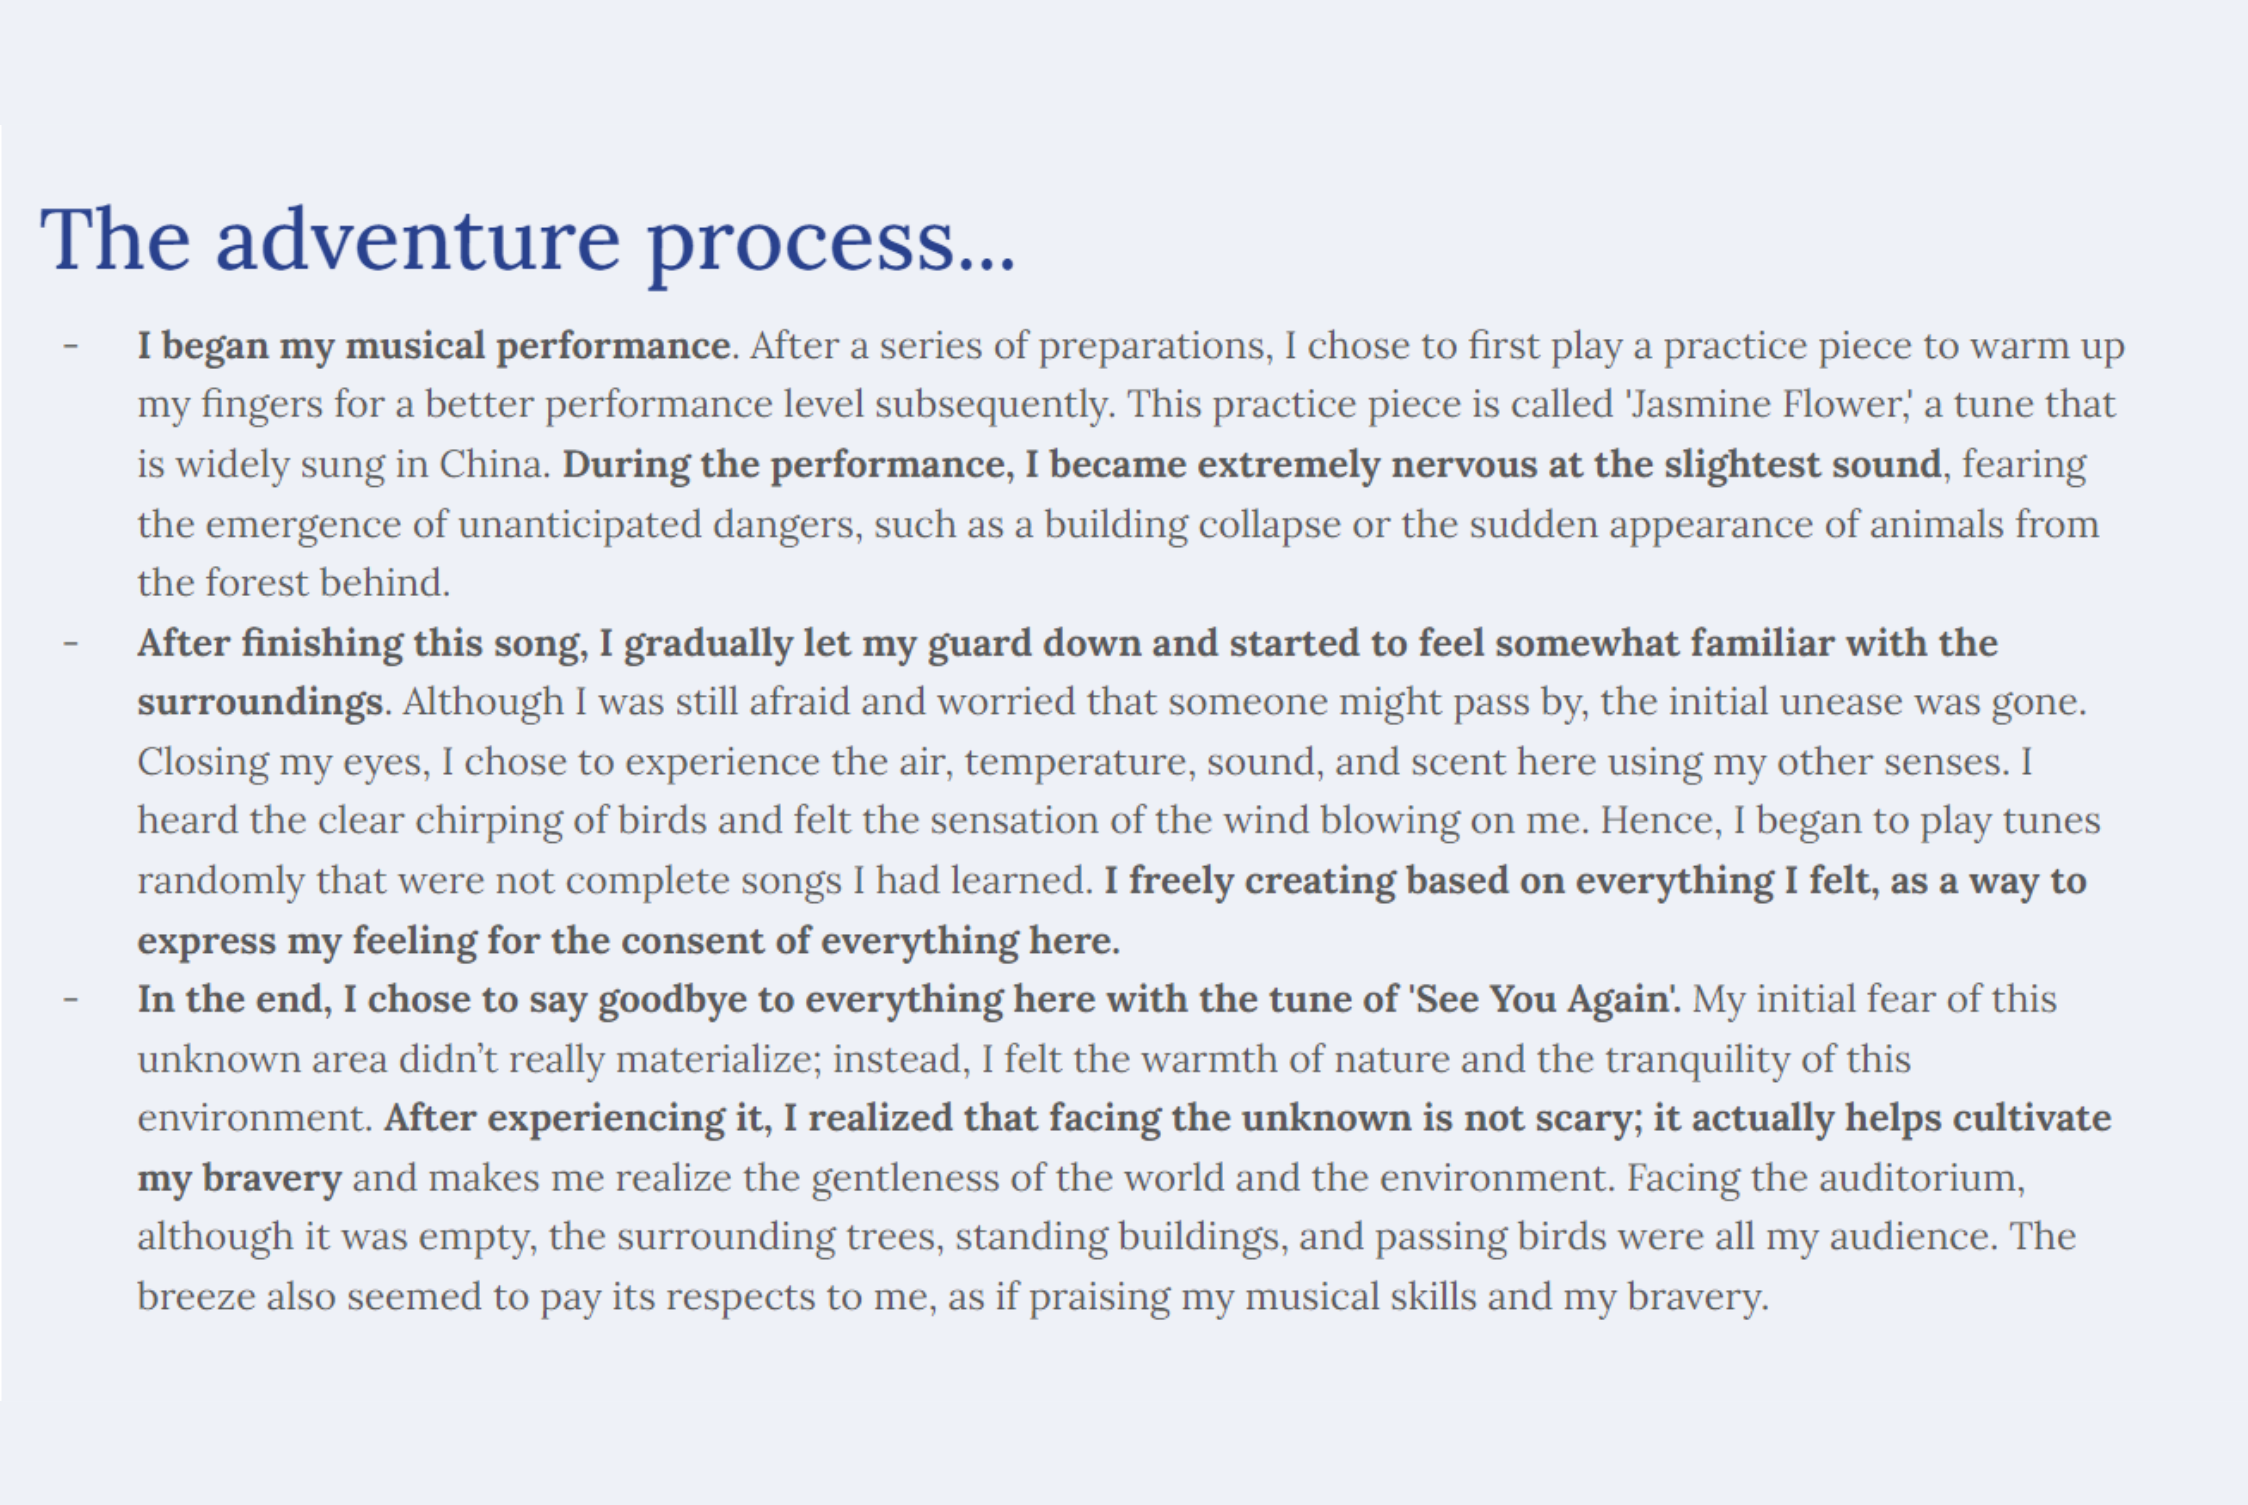 The adventure process...
- I began my musical performance. After a series of preparations, I chose to first play a practice piece to warm up
my fingers for a better performance level subsequently. This practice piece is called 'Jasmine Flower,' a tune that
is widely sung in China. During the performance, I became extremely nervous at the slightest sound, fearing
the emergence of unanticipated dangers, such as a building collapse or the sudden appearance of animals from
the forest behind.
- After finishing this song, I gradually let my guard down and started to feel somewhat familiar with the
surroundings. Although I was still afraid and worried that someone might pass by, the initial unease was gone.
Closing my eyes, I chose to experience the air, temperature, sound, and scent here using my other senses. I
heard the clear chirping of birds and felt the sensation of the wind blowing on me. Hence, I began to play tunes
randomly that were not complete songs I had learned. I freely creating based on everything I felt, as a way to
express my feeling for the consent of everything here.
- In the end, I chose to say goodbye to everything here with the tune of 'See You Again'. My initial fear of this
unknown area didn’t really materialize; instead, I felt the warmth of nature and the tranquility of this
environment. After experiencing it, I realized that facing the unknown is not scary; it actually helps cultivate
my bravery and makes me realize the gentleness of the world and the environment. Facing the auditorium,
although it was empty, the surrounding trees, standing buildings, and passing birds were all my audience. The
breeze also seemed to pay its respects to me, as if praising my musical skills and my bravery.